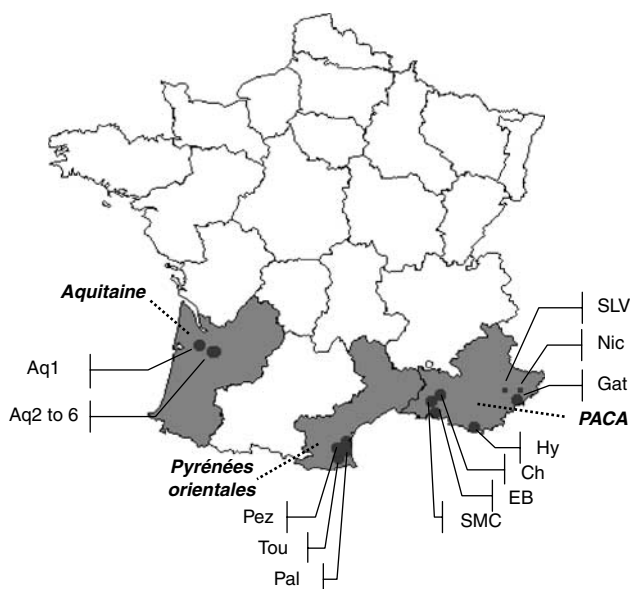 Aquitaine
Aq1
Aq2 to 6
Pyrénées
orientales
Pez
Tou
Pal
SLV
Nic
Gat
PACA
Hy
Ch
EB
SMC